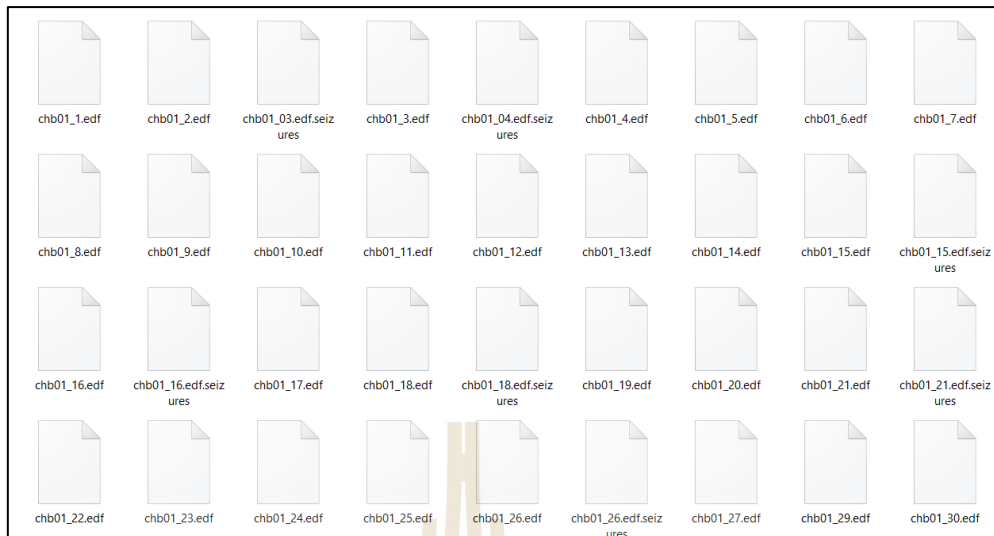 chb01_1.edf
chb01_2.edf
chb01_03.edf.seiz
ures
chb01_3.edf
chb01_04.edf.seiz
ures
chb01_4.edf
chb01_5.edf
chb01_6.edf
chb01_7.edf
chb01_8.edf
chb01_9.edf
chb01_10.edf
chb01_11.edf
chb01_12.edf
chb01_13.edf
chb01_14.edf
chb01_15.edf
chb01_15.edf.seiz
ures
chb01_16.edf
chb01_16.edf.seiz
ures
chb01_17.edf
chb01_18.edf
chb01_18.edf.seiz
ures
chb01_19.edf
chb01_20.edf
chb01_21.edf
chb01_21.edf.seiz
ures
chb01_22.edf
chb01_23.edf
chb01_24.edf
chb01_25.edf
chb01_26.edf
chb01_26.edf.seiz
ures
chb01_27.edf
chb01_29.edf
chb01_30.edf